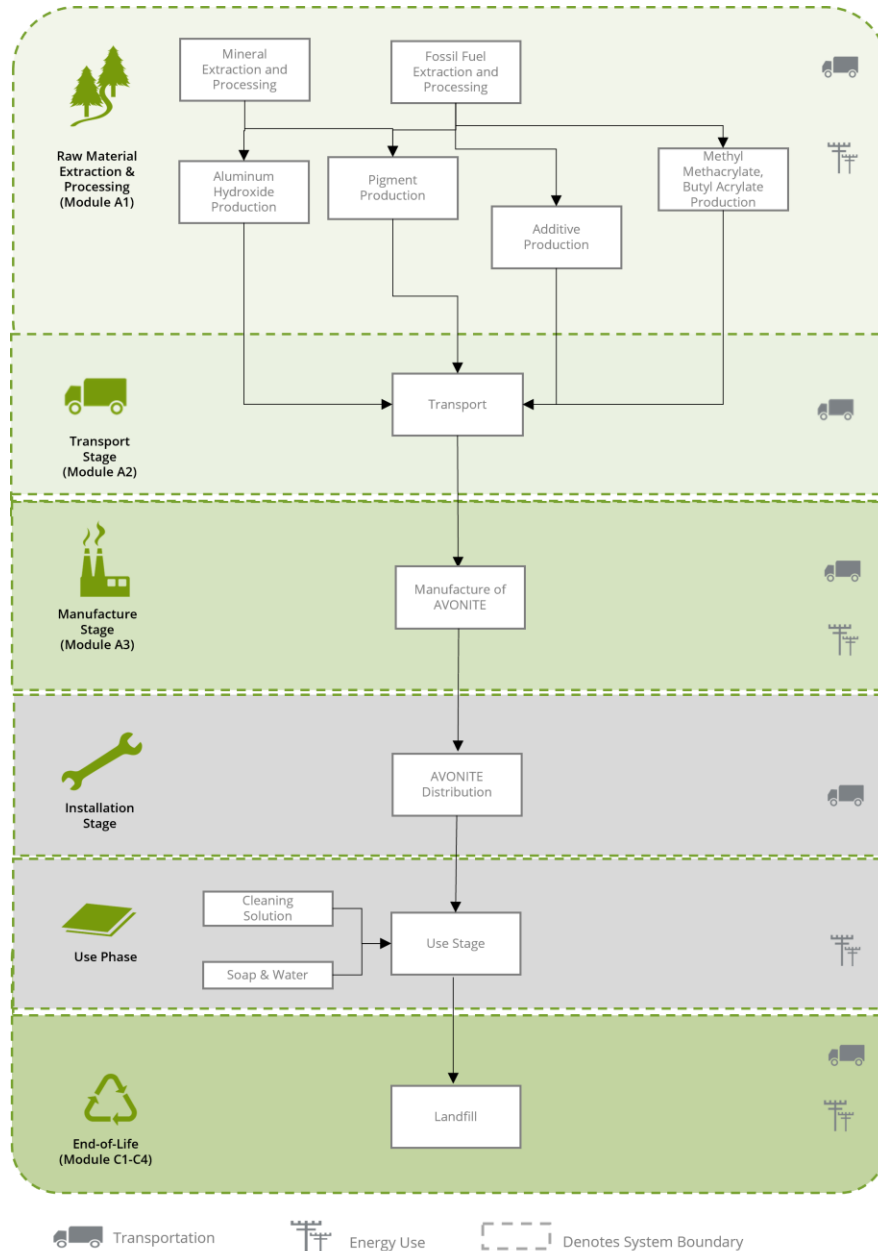 Mineral
Extraction and
Processing
Fossil Fuel
Extraction and
Processing
Raw Material
Extraction &
Processing
(Module A1)
Aluminum
Hydroxide
Production
Pigment
Production
Additive
Production
Methyl
Methacrylate,
Butyl Acrylate
Production
Transport
Stage
(Module A2)
Transport
Manufacture
Stage
(Module A3)
Manufacture of
AVONITE
Installation
Stage
AVONITE
Distribution
Use Phase
Cleaning
Solution
Soap & Water
Use Stage
End-of-Life
(Module C1-C4)
Landfill
Transportation
Energy Use
Denotes System Boundary